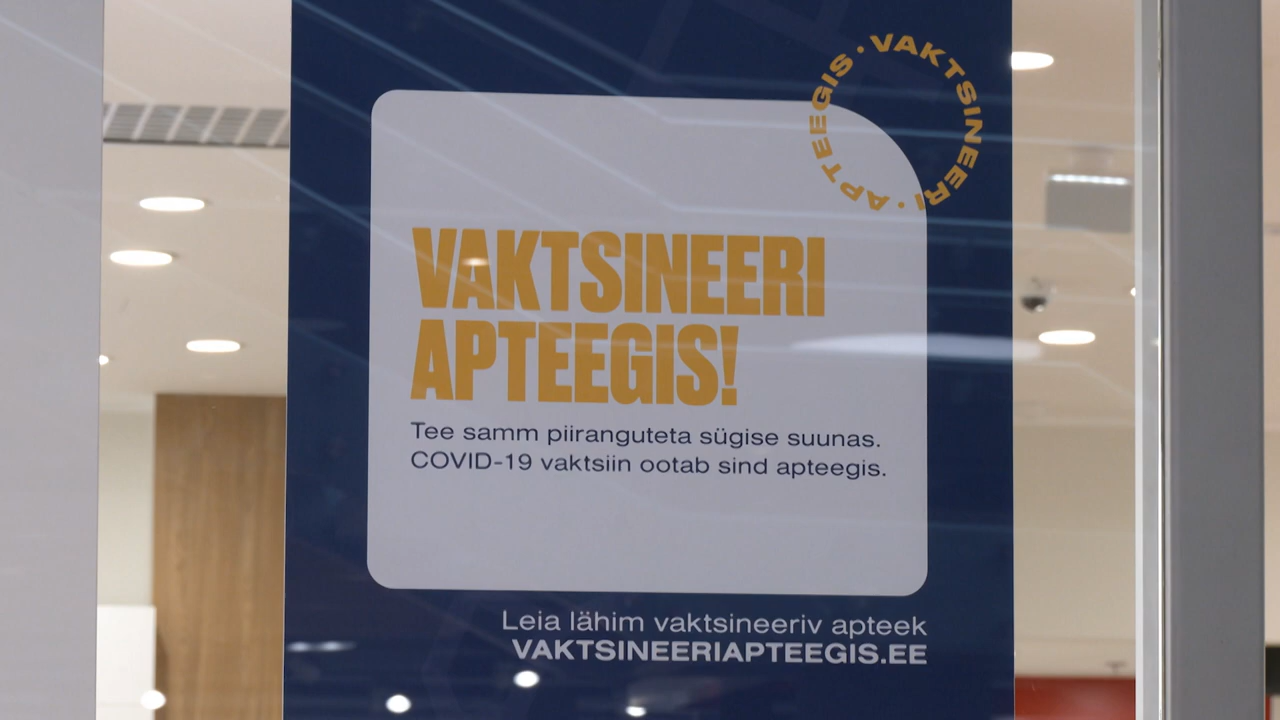 VAKTSINEERI · APTEEGIS ·
VAKTSINEERI
APTEEGIS!
Tee samm piiranguteta sügise suunas.
COVID-19 vaktsiin ootab sind apteegis.
Leia lähim vaktsineeriv apteek
VAKTSINEERIAPTEEGIS.EE